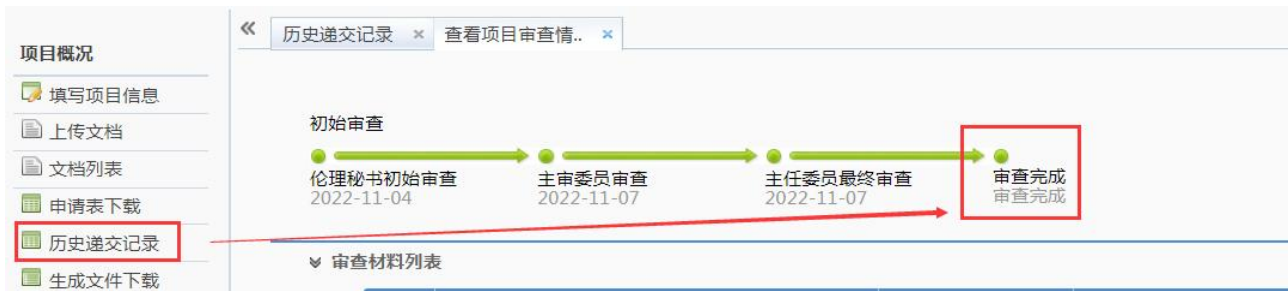 项目概况
填写项目信息
上传文档
文档列表
申请表下载
历史递交记录
生成文件下载
历史递交记录 查看项目审查情..
初始审查
伦理秘书初始审查 主审委员审查 主任委员最终审查 审查完成
2022-11-04 2022-11-07 2022-11-07 审查完成
审查材料列表